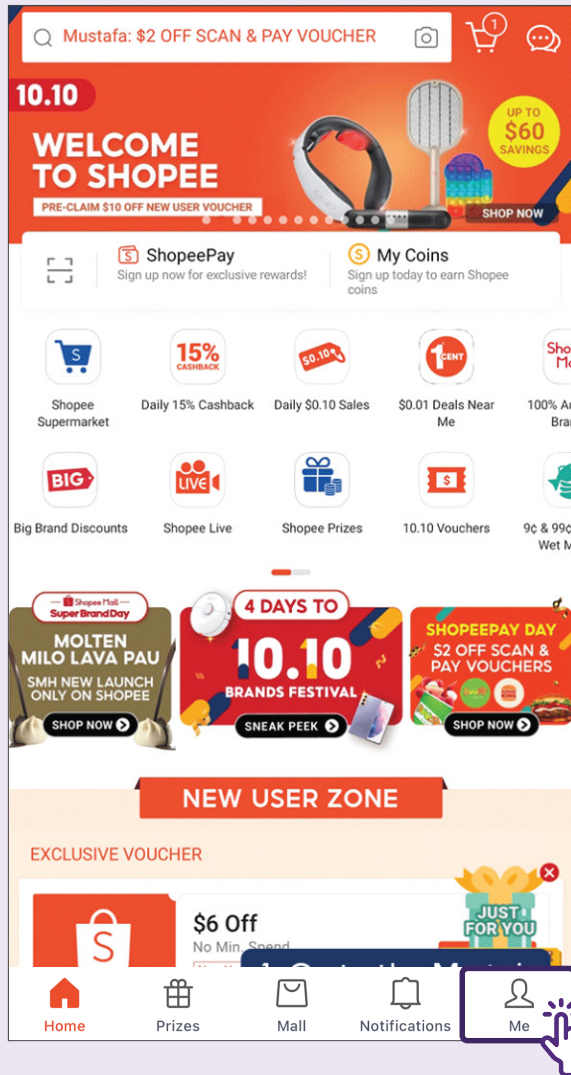 Mustafa: $2 OFF SCAN & PAY VOUCHER
1
10.10
WELCOME
TO SHOPEE
PRE-CLAIM $10 OFF NEW USER VOUCHER
UP TO
$60
SAVINGS
SHOP NOW
S ShopeePay
Sign up now for exclusive rewards!
S My Coins
Sign up today to earn Shopee
coins
S
15%
CASHBACK
$0.10
1 CENT
Sho
Shopee
Supermarket
Daily 15% Cashback
Daily $0.10 Sales
$0.01 Deals Near
Me
100% A
Bra
BIG
LIVE
$
Big Brand Discounts
Shopee Live
Shopee Prizes
10.10 Vouchers
9¢ & 99¢
Wet M
Shopee Mall
Super Brand Day
MOLTEN
MILO LAVA PAU
SMH NEW LAUNCH
ONLY ON SHOPEE
SHOP NOW
4 DAYS TO
10.10
BRANDS FESTIVAL
SNEAK PEEK
SHOPEEPAY DAY
$2 OFF SCAN &
PAY VOUCHERS
SHOP NOW
NEW USER ZONE
EXCLUSIVE VOUCHER
S
$6 Off
No Min. Spend
JUST
FOR YOU
Home
Prizes
Mall
Notifications
Me